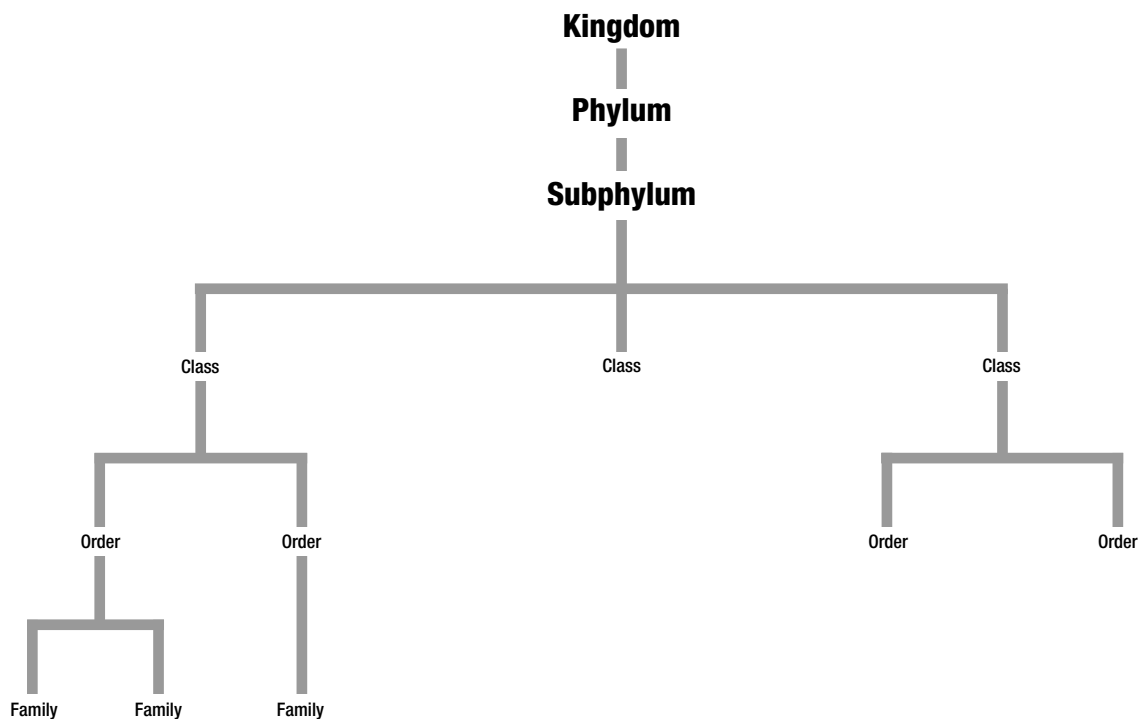 Kingdom
Phylum
Subphylum
Class Class Class
Order Order Order Order
Family Family Family